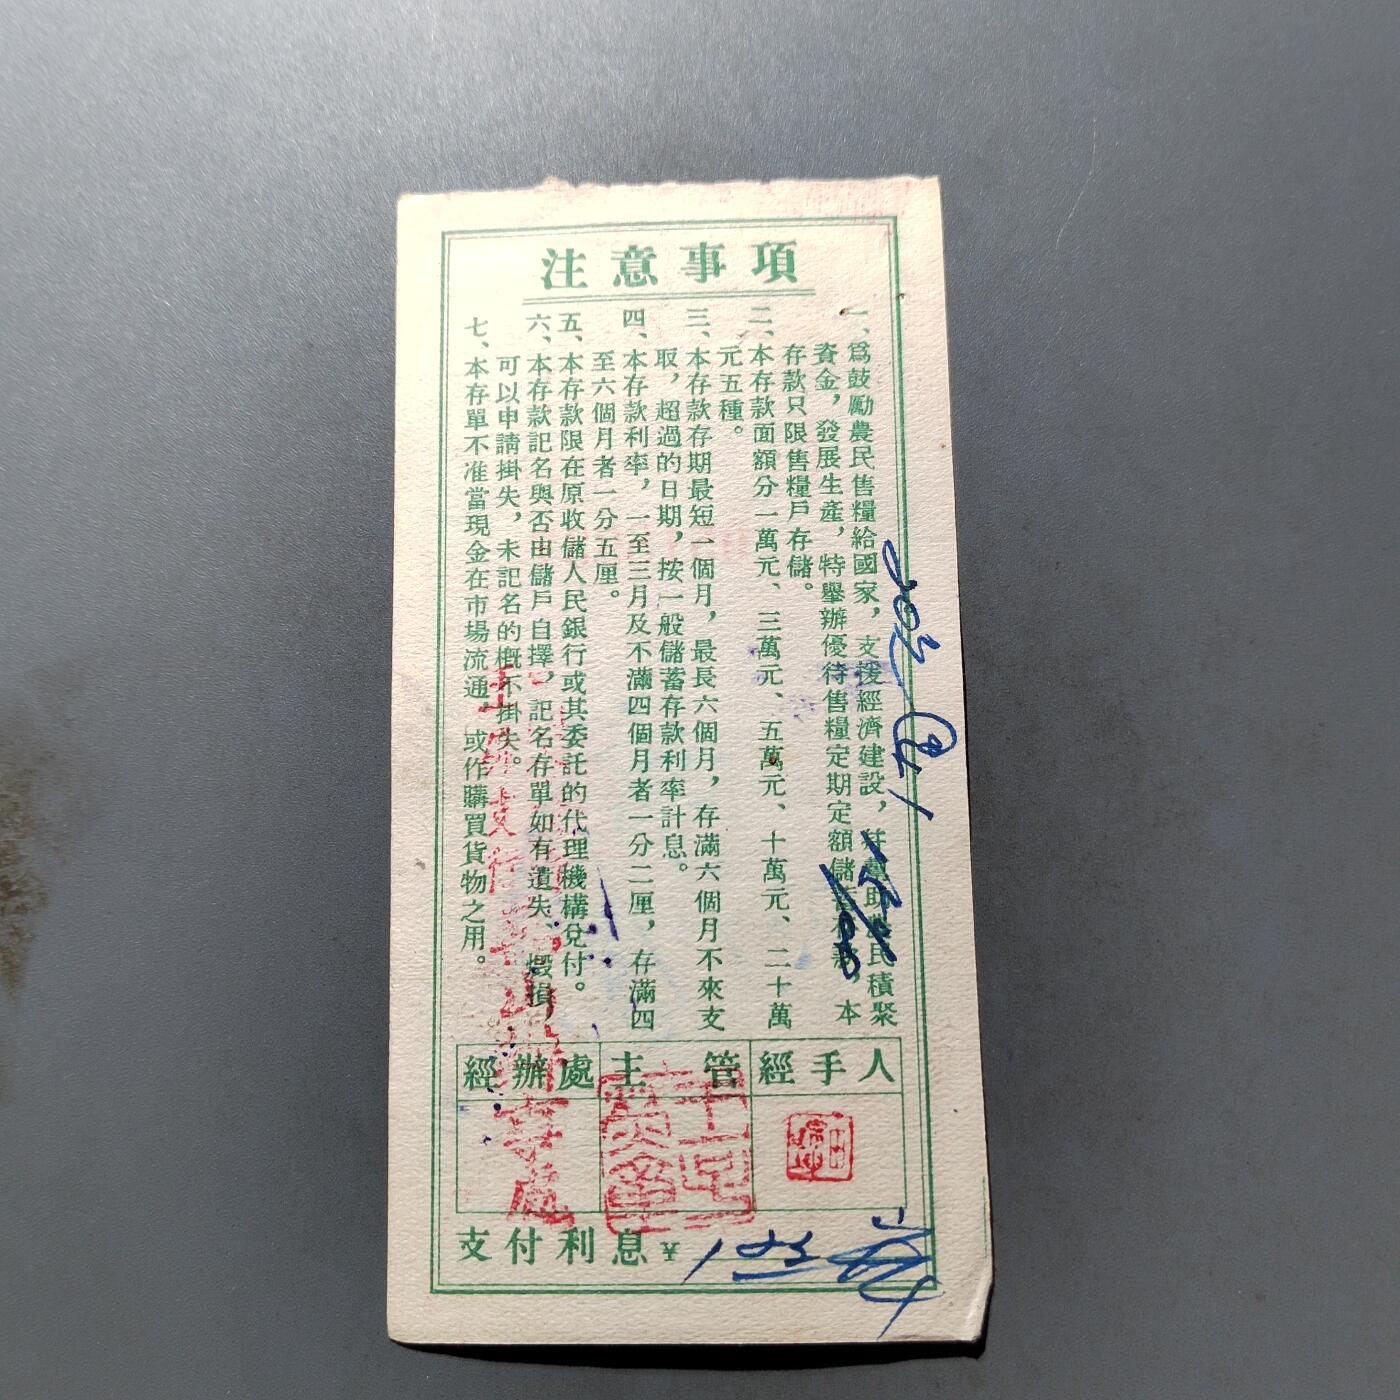 注意事項
一、爲鼓勵農民售糧給國家，支援經濟建設，并幫助農民積聚
資金，發展生產，特舉辦優待售糧定期定額儲蓄存款，本
存款只限售糧戶存儲。
二、本存款面額分一萬元、三萬元、五萬元、十萬元、二十萬
元五種。
三、本存款存期最短一個月，最長六個月，存滿六個月不來支
取，超過的日期，按一般儲蓄存款利率計息。
四、本存款利率，一至三月及不滿四個月者一分二厘，存滿四
至六個月者一分五厘。
五、本存款限在原收儲人民銀行或其委託的代理機構兌付。
六、本存款記名與否由儲戶自擇，記名存單如有遺失、毀損，
可以申請掛失，未記名的概不掛失。
七、本存單不准當現金在市場流通，或作購買貨物之用。
經辦處 主管 經手人
支付利息¥